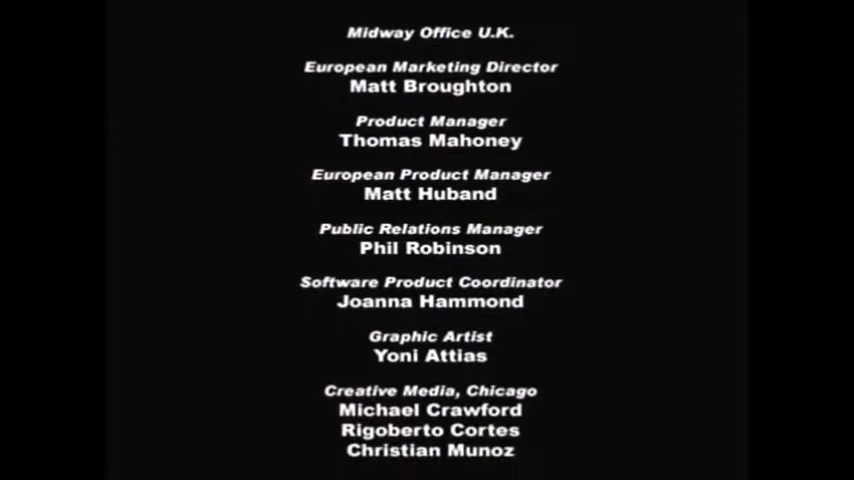 Midway Office U.K.
European Marketing Director
Matt Broughton
Product Manager
Thomas Mahoney
European Product Manager
Matt Huband
Public Relations Manager
Phil Robinson
Software Product Coordinator
Joanna Hammond
Graphic Artist
Yoni Attias
Creative Media, Chicago
Michael Crawford
Rigoberto Cortes
Christian Munoz